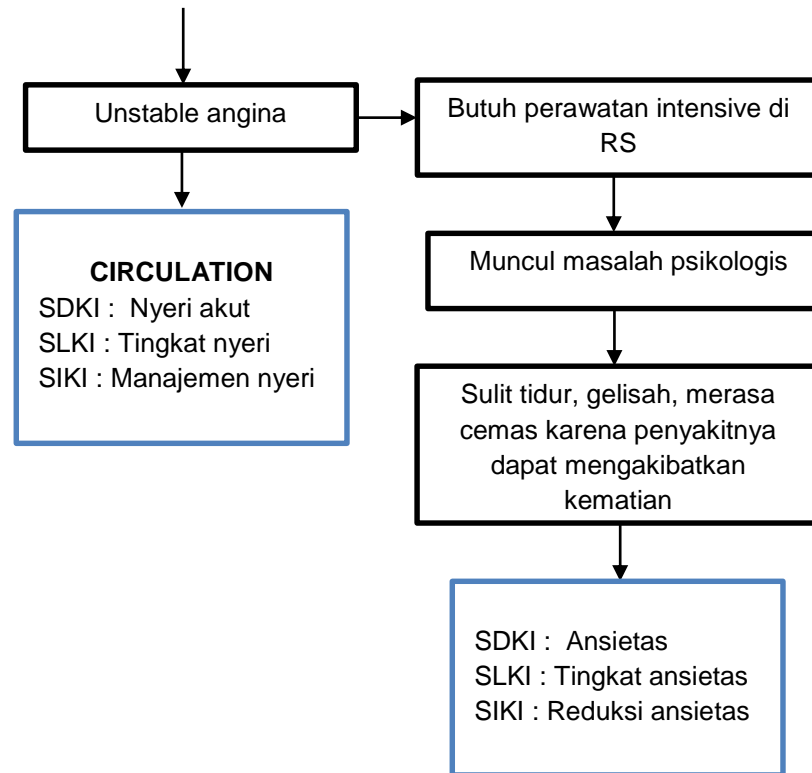 Unstable angina
Butuh perawatan intensive di
RS
CIRCULATION
SDKI :  Nyeri akut
SLKI : Tingkat nyeri
SIKI : Manajemen nyeri
Muncul masalah psikologis
Sulit tidur, gelisah, merasa
cemas karena penyakitnya
dapat mengakibatkan
kematian
SDKI :  Ansietas
SLKI : Tingkat ansietas
SIKI : Reduksi ansietas